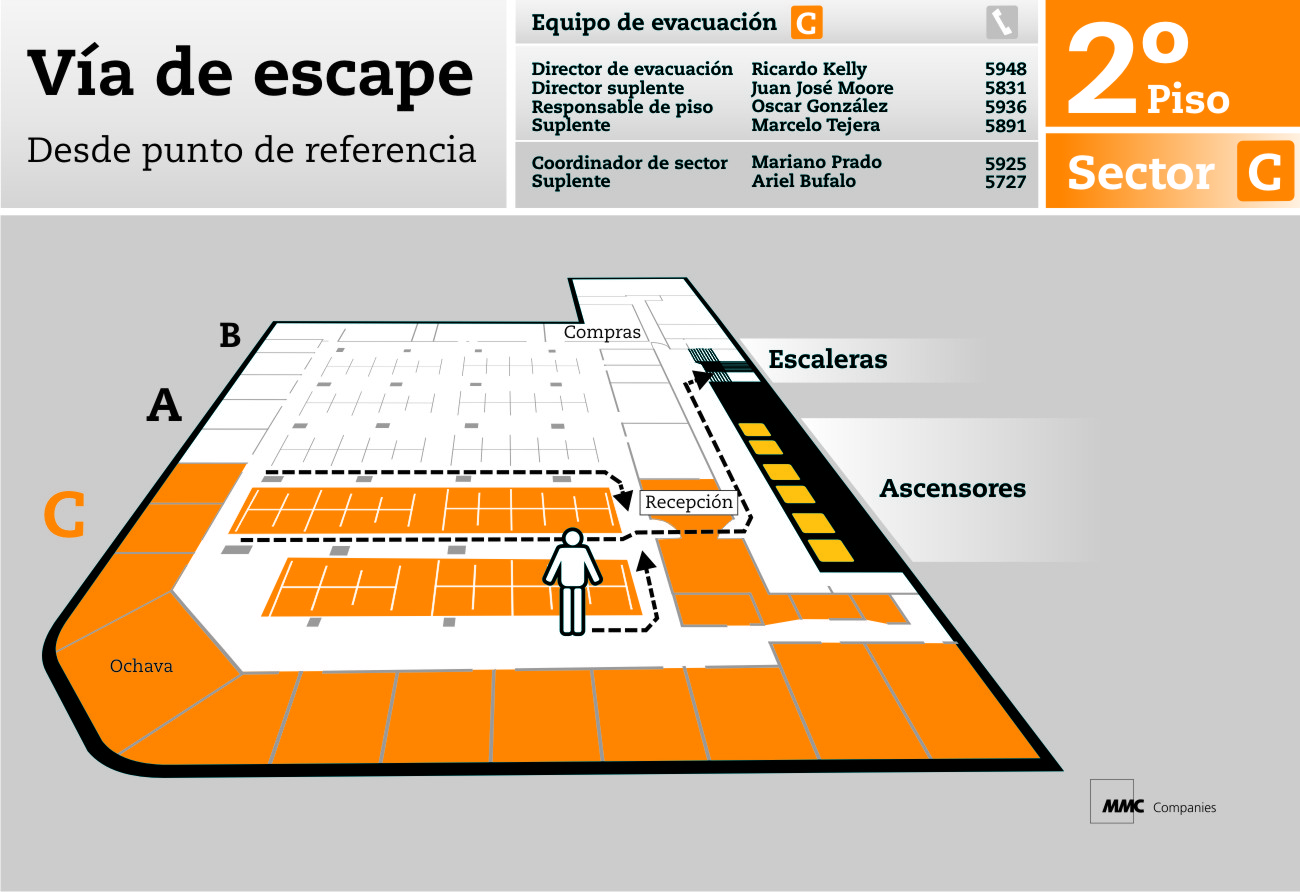 Vía de escape
Desde punto de referencia
Equipo de evacuación C
Director de evacuación Ricardo Kelly 5948
Director suplente Juan José Moore 5831
Responsable de piso Oscar González 5936
Suplente Marcelo Tejera 5891
Coordinador de sector Mariano Prado 5925
Suplente Ariel Bufalo 5727
2º
Piso
Sector C
B
Compras
Escaleras
A
Ascensores
C
Recepción
Ochava
MMC Companies